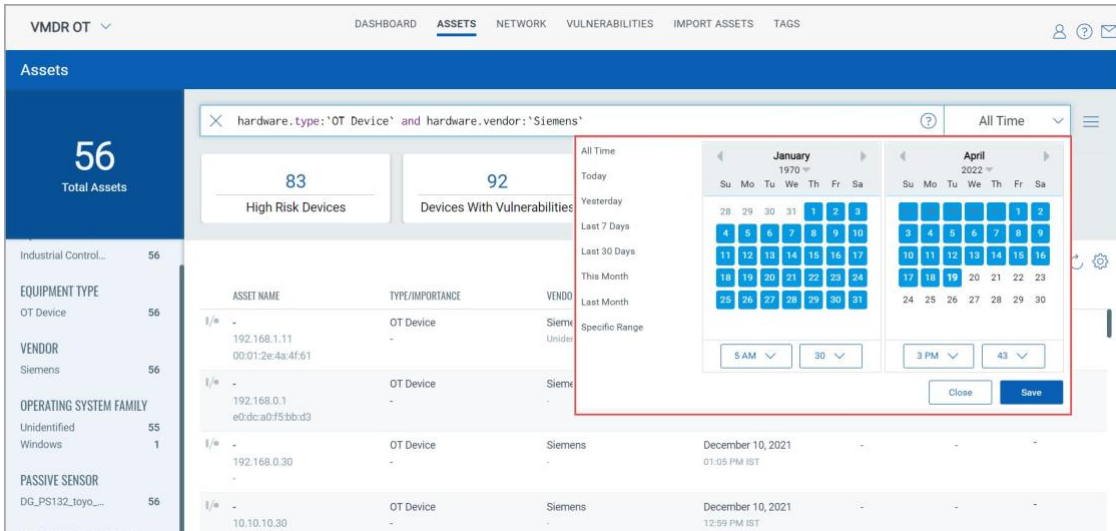 VMDR OT
DASHBOARD ASSETS NETWORK VULNERABILITIES IMPORT ASSETS TAGS
Assets
56
Total Assets
hardware.type:`OT Device` and hardware.vendor:`Siemens`
All Time
83
High Risk Devices
92
Devices With Vulnerabilities
All Time
Today
Yesterday
Last 7 Days
Last 30 Days
This Month
Last Month
Specific Range
January
1970
Su Mo Tu We Th Fr Sa
28 29 30 31 1 2 3
4 5 6 7 8 9 10
11 12 13 14 15 16 17
18 19 20 21 22 23 24
25 26 27 28 29 30 31
5 AM 30
April
2022
Su Mo Tu We Th Fr Sa
1 2
3 4 5 6 7 8 9
10 11 12 13 14 15 16
17 18 19 20 21 22 23
24 25 26 27 28 29 30
3 PM 43
Close Save
Industrial Control... 56
EQUIPMENT TYPE
OT Device 56
VENDOR
Siemens 56
OPERATING SYSTEM FAMILY
Unidentified 55
Windows 1
PASSIVE SENSOR
DG_PS132_toyo_... 56
ASSET NAME TYPE/IMPORTANCE VENDO
- OT Device Sieme
192.168.1.11 - Uniden
00:01:2e:4a:4f:61
- OT Device Sieme
192.168.0.1 - -
e0:dc:a0:f5:bb:d3
- OT Device Siemens December 10, 2021 - - -
192.168.0.30 - - 01:05 PM IST
-
- OT Device Siemens December 10, 2021 - - -
10.10.10.30 - - 12:59 PM IST